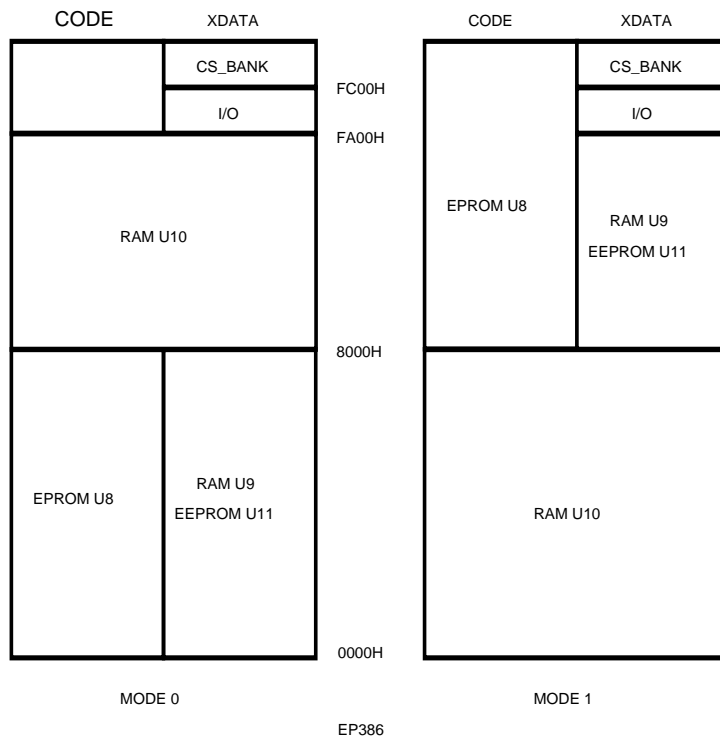 CODE XDATA CODE XDATA
CS_BANK CS_BANK
FC00H
I/O I/O
FA00H
EPROM U8
RAM U9
RAM U10
EEPROM U11
8000H
RAM U9
EPROM U8
EEPROM U11 RAM U10
0000H
MODE 0 MODE 1
EP386